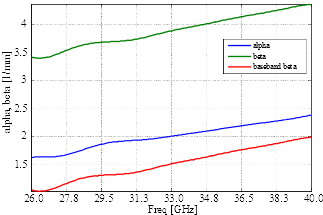 alpha, beta [1/mm]
4
3.5
3
2.5
2
1.5
alpha
beta
baseband beta
26.0 27.8 29.5 31.3 33.0 34.8 36.5 38.3 40.0
Freq [GHz]